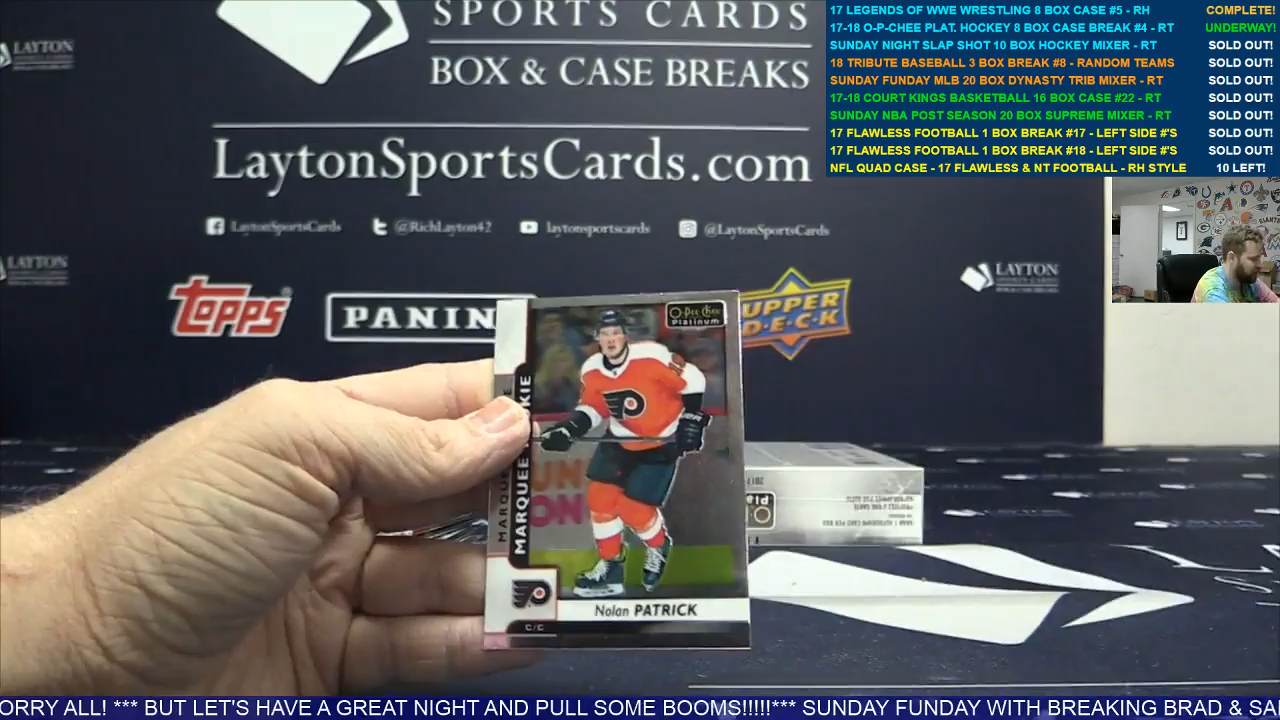 SPORTS CARDS
BOX & CASE BREAKS
LaytonSportsCards.com
LaytonSportsCards
@RichLayton42
laytonsportscards
@LaytonSportsCards
LAYTON
LAYTON
LAYTON
TOPPS
PANINI
UPPER
D·E·C·K
17 LEGENDS OF WWE WRESTLING 8 BOX CASE #5 - RH COMPLETE!
17-18 O-P-CHEE PLAT. HOCKEY 8 BOX CASE BREAK #4 - RT UNDERWAY!
SUNDAY NIGHT SLAP SHOT 10 BOX HOCKEY MIXER - RT SOLD OUT!
18 TRIBUTE BASEBALL 3 BOX BREAK #8 - RANDOM TEAMS SOLD OUT!
SUNDAY FUNDAY MLB 20 BOX DYNASTY TRIB MIXER - RT SOLD OUT!
17-18 COURT KINGS BASKETBALL 16 BOX CASE #22 - RT SOLD OUT!
SUNDAY NBA POST SEASON 20 BOX SUPREME MIXER - RT SOLD OUT!
17 FLAWLESS FOOTBALL 1 BOX BREAK #17 - LEFT SIDE #'S SOLD OUT!
17 FLAWLESS FOOTBALL 1 BOX BREAK #18 - LEFT SIDE #'S SOLD OUT!
NFL QUAD CASE - 17 FLAWLESS & NT FOOTBALL - RH STYLE 10 LEFT!
O-Pee-Chee
Platinum
MARQUEE
Nolan PATRICK
C/C
ORRY ALL! *** BUT LET'S HAVE A GREAT NIGHT AND PULL SOME BOOMS!!!!!*** SUNDAY FUNDAY WITH BREAKING BRAD & SA